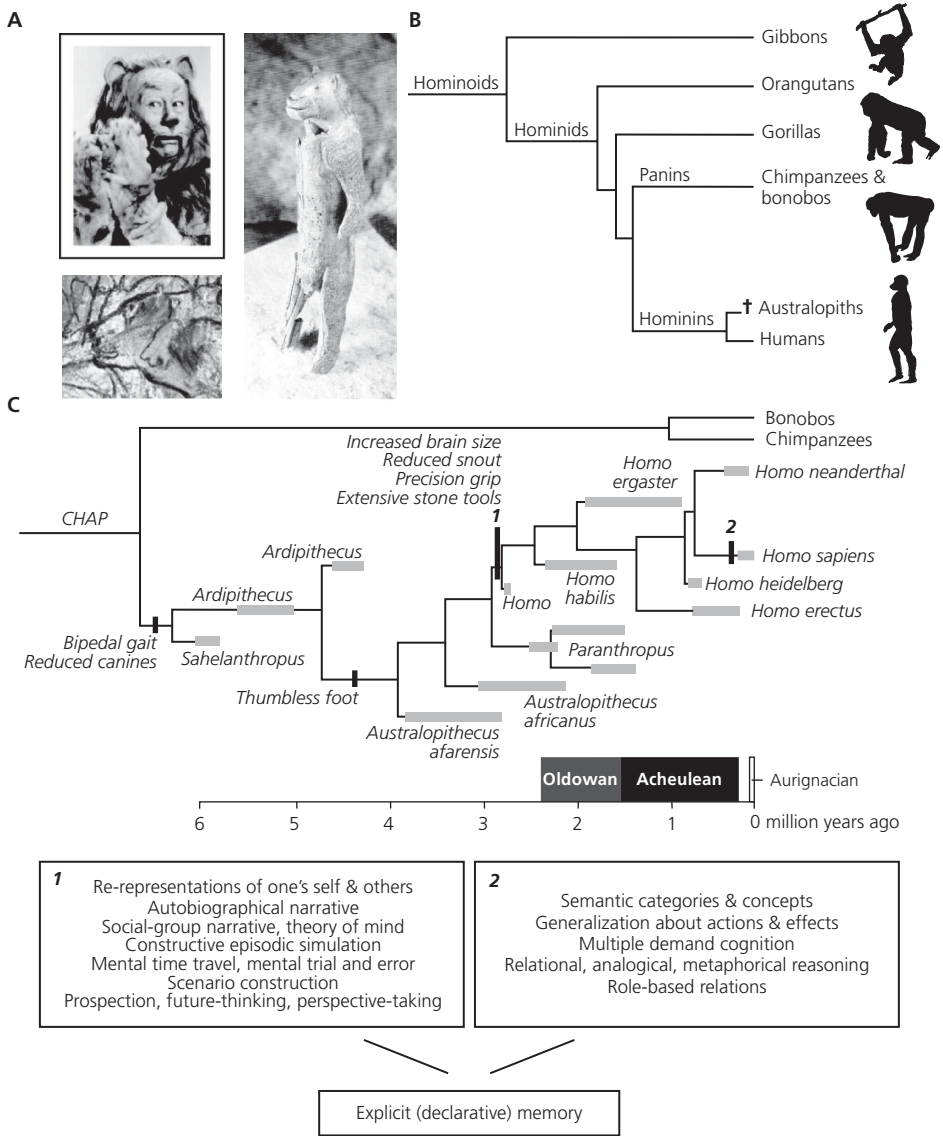 A
B
Hominoids
Hominids
Gibbons
Orangutans
Gorillas
Panins
Chimpanzees &
bonobos
Hominins
† Australopiths
Humans
C
CHAP
Bonobos
Chimpanzees
Increased brain size
Reduced snout
Precision grip
Extensive stone tools
1
Homo
ergaster
Homo neanderthal
2
Homo sapiens
Homo heidelberg
Homo erectus
Homo
habilis
Homo
Ardipithecus
Ardipithecus
Bipedal gait
Reduced canines
Sahelanthropus
Paranthropus
Thumbless foot
Australopithecus
africanus
Australopithecus
afarensis
Oldowan
Acheulean
Aurignacian
6 5 4 3 2 1 0 million years ago
1
Re-representations of one's self & others
Autobiographical narrative
Social-group narrative, theory of mind
Constructive episodic simulation
Mental time travel, mental trial and error
Scenario construction
Prospection, future-thinking, perspective-taking
2
Semantic categories & concepts
Generalization about actions & effects
Multiple demand cognition
Relational, analogical, metaphorical reasoning
Role-based relations
Explicit (declarative) memory